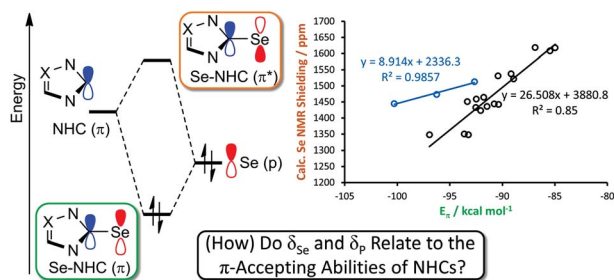 Energy
X
N
N
NHC (π)
X
N
N
Se
Se-NHC (π*)
Se (p)
X
N
N
Se
Se-NHC (π)
Calc. Se NMR Shielding / ppm
1700
1650
1600
1550
1500
1450
1400
1350
1300
1250
1200
y = 8.914x + 2336.3
R² = 0.9857
y = 26.508x + 3880.8
R² = 0.85
-105 -100 -95 -90 -85 -80
Eπ / kcal mol⁻¹
(How) Do δSe and δP Relate to the
π-Accepting Abilities of NHCs?